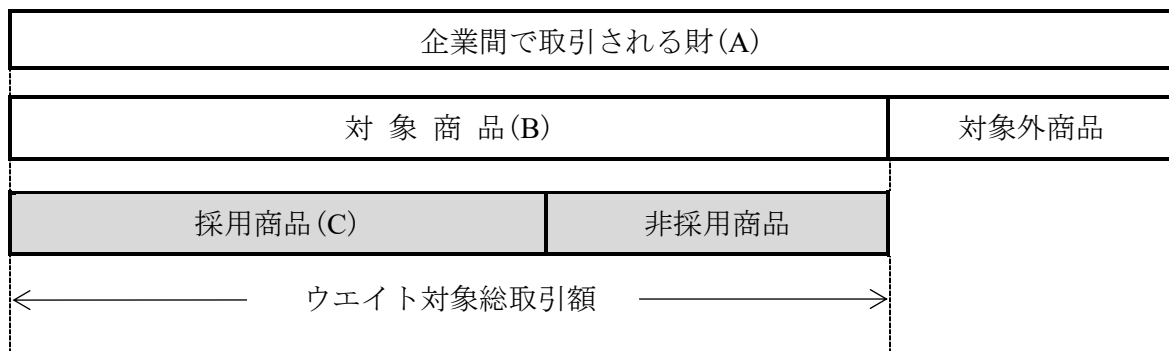 企業間で取引される財(A)
対 象 商 品(B)
対象外商品
採用商品(C)
非採用商品
ウエイト対象総取引額